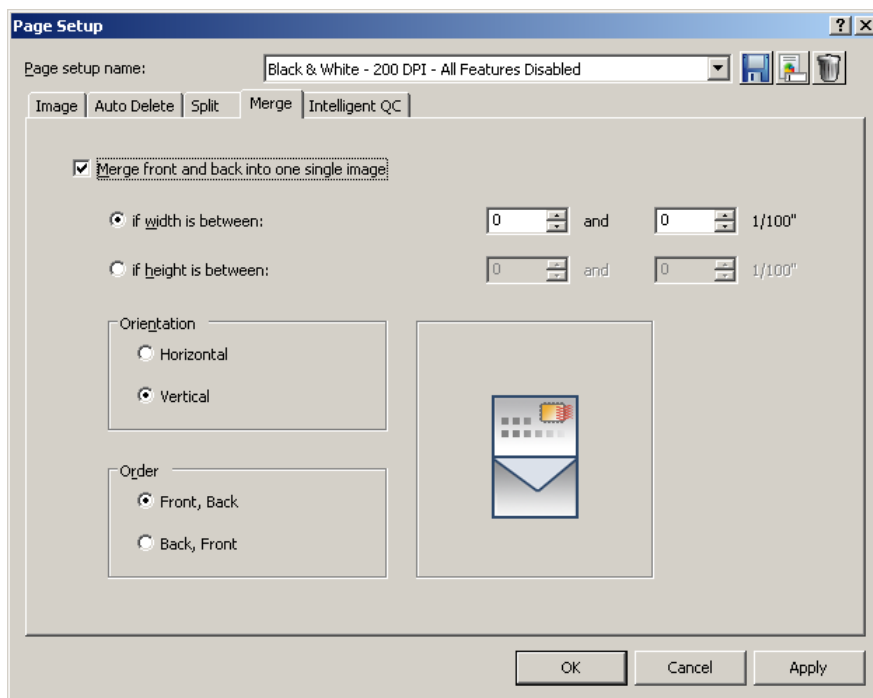 Page Setup
Page setup name: Black & White - 200 DPI - All Features Disabled
Image Auto Delete Split Merge Intelligent QC
Merge front and back into one single image
if width is between: 0 and 0 1/100"
if height is between: 0 and 0 1/100"
Orientation
Horizontal
Vertical
Order
Front, Back
Back, Front
OK Cancel Apply